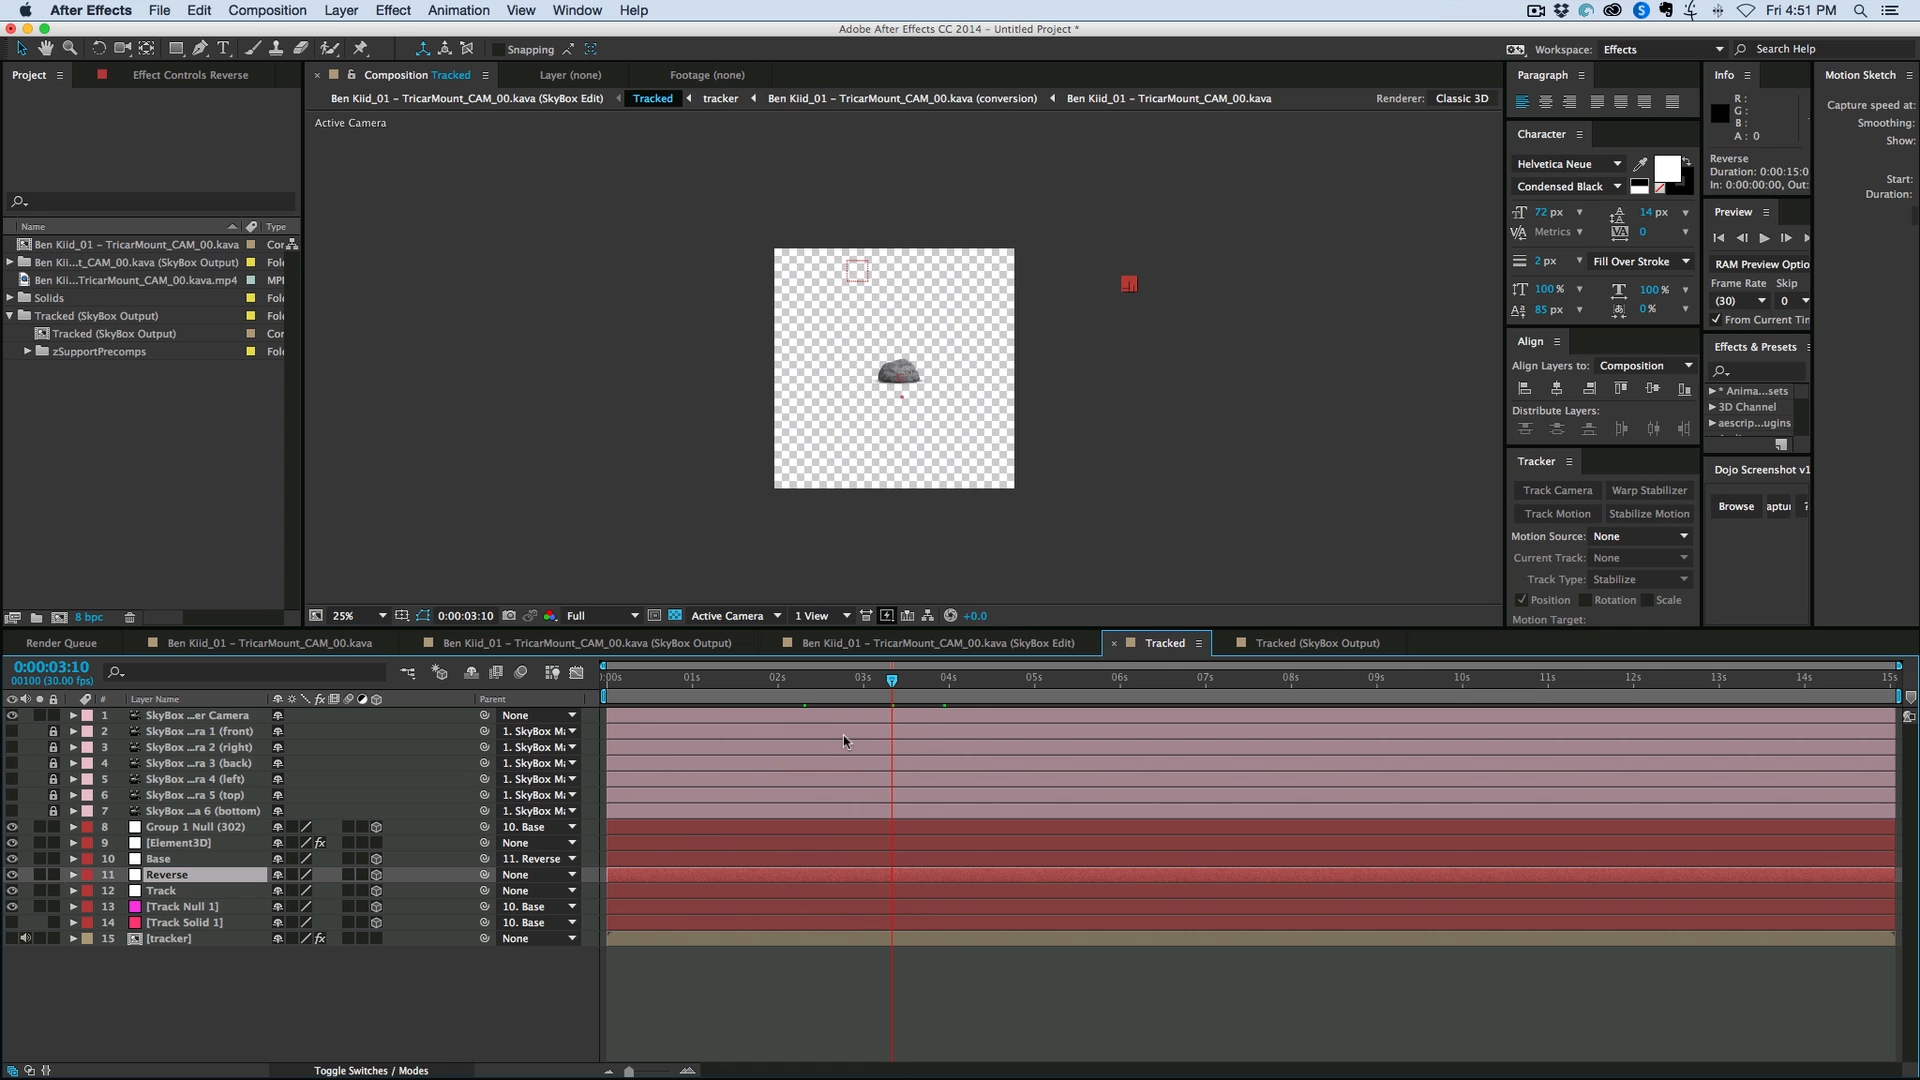 After Effects File Edit Composition Layer Effect Animation View Window Help
Fri 4:51 PM
Adobe After Effects CC 2014 - Untitled Project *
Snapping
Workspace: Effects
Search Help
Project
Effect Controls Reverse
Composition Tracked
Layer (none)
Footage (none)
Ben Kiid_01 – TricarMount_CAM_00.kava (SkyBox Edit)
Tracked
tracker
Ben Kiid_01 – TricarMount_CAM_00.kava (conversion)
Ben Kiid_01 – TricarMount_CAM_00.kava
Renderer: Classic 3D
Active Camera
Name Type
Ben Kiid_01 – TricarMount_CAM_00.kava Cor
Ben Kii...t_CAM_00.kava (SkyBox Output) Fol
Ben Kii...TricarMount_CAM_00.kava.mp4 MPI
Solids Fol
Tracked (SkyBox Output) Fol
Tracked (SkyBox Output) Cor
zSupportPrecomps Fol
8 bpc
25%
0:00:03:10
Full
Active Camera
1 View
+0.0
Paragraph
Character
Helvetica Neue
Condensed Black
72 px
14 px
Metrics
0
2 px
Fill Over Stroke
100 %
100 %
85 px
0 %
Align
Align Layers to: Composition
Distribute Layers:
Tracker
Track Camera Warp Stabilizer
Track Motion Stabilize Motion
Motion Source: None
Current Track: None
Track Type: Stabilize
Position Rotation Scale
Motion Target:
Info
R :
G :
B :
A : 0
Reverse
Duration: 0:00:15:0
In: 0:00:00:00, Out:
Preview
RAM Preview Optio
Frame Rate Skip
(30) 0
From Current Tin
Effects & Presets
* Anima...sets
3D Channel
aescrip...ugins
Dojo Screenshot v1
Browse aptu ?
Motion Sketch
Capture speed at:
Smoothing:
Show:
Start:
Duration:
Render Queue
Ben Kiid_01 – TricarMount_CAM_00.kava
Ben Kiid_01 – TricarMount_CAM_00.kava (SkyBox Output)
Ben Kiid_01 – TricarMount_CAM_00.kava (SkyBox Edit)
Tracked
Tracked (SkyBox Output)
0:00:03:10
00100 (30.00 fps)
:00s 01s 02s 03s 04s 05s 06s 07s 08s 09s 10s 11s 12s 13s 14s 15s
# Layer Name Parent
1 SkyBox ...er Camera None
2 SkyBox ...ra 1 (front) 1. SkyBox Ma
3 SkyBox ...ra 2 (right) 1. SkyBox Ma
4 SkyBox ...ra 3 (back) 1. SkyBox Ma
5 SkyBox ...ra 4 (left) 1. SkyBox Ma
6 SkyBox ...ra 5 (top) 1. SkyBox Ma
7 SkyBox ...a 6 (bottom) 1. SkyBox Ma
8 Group 1 Null (302) 10. Base
9 [Element3D] fx None
10 Base 11. Reverse
11 Reverse None
12 Track None
13 [Track Null 1] 10. Base
14 [Track Solid 1] 10. Base
15 [tracker] fx None
Toggle Switches / Modes